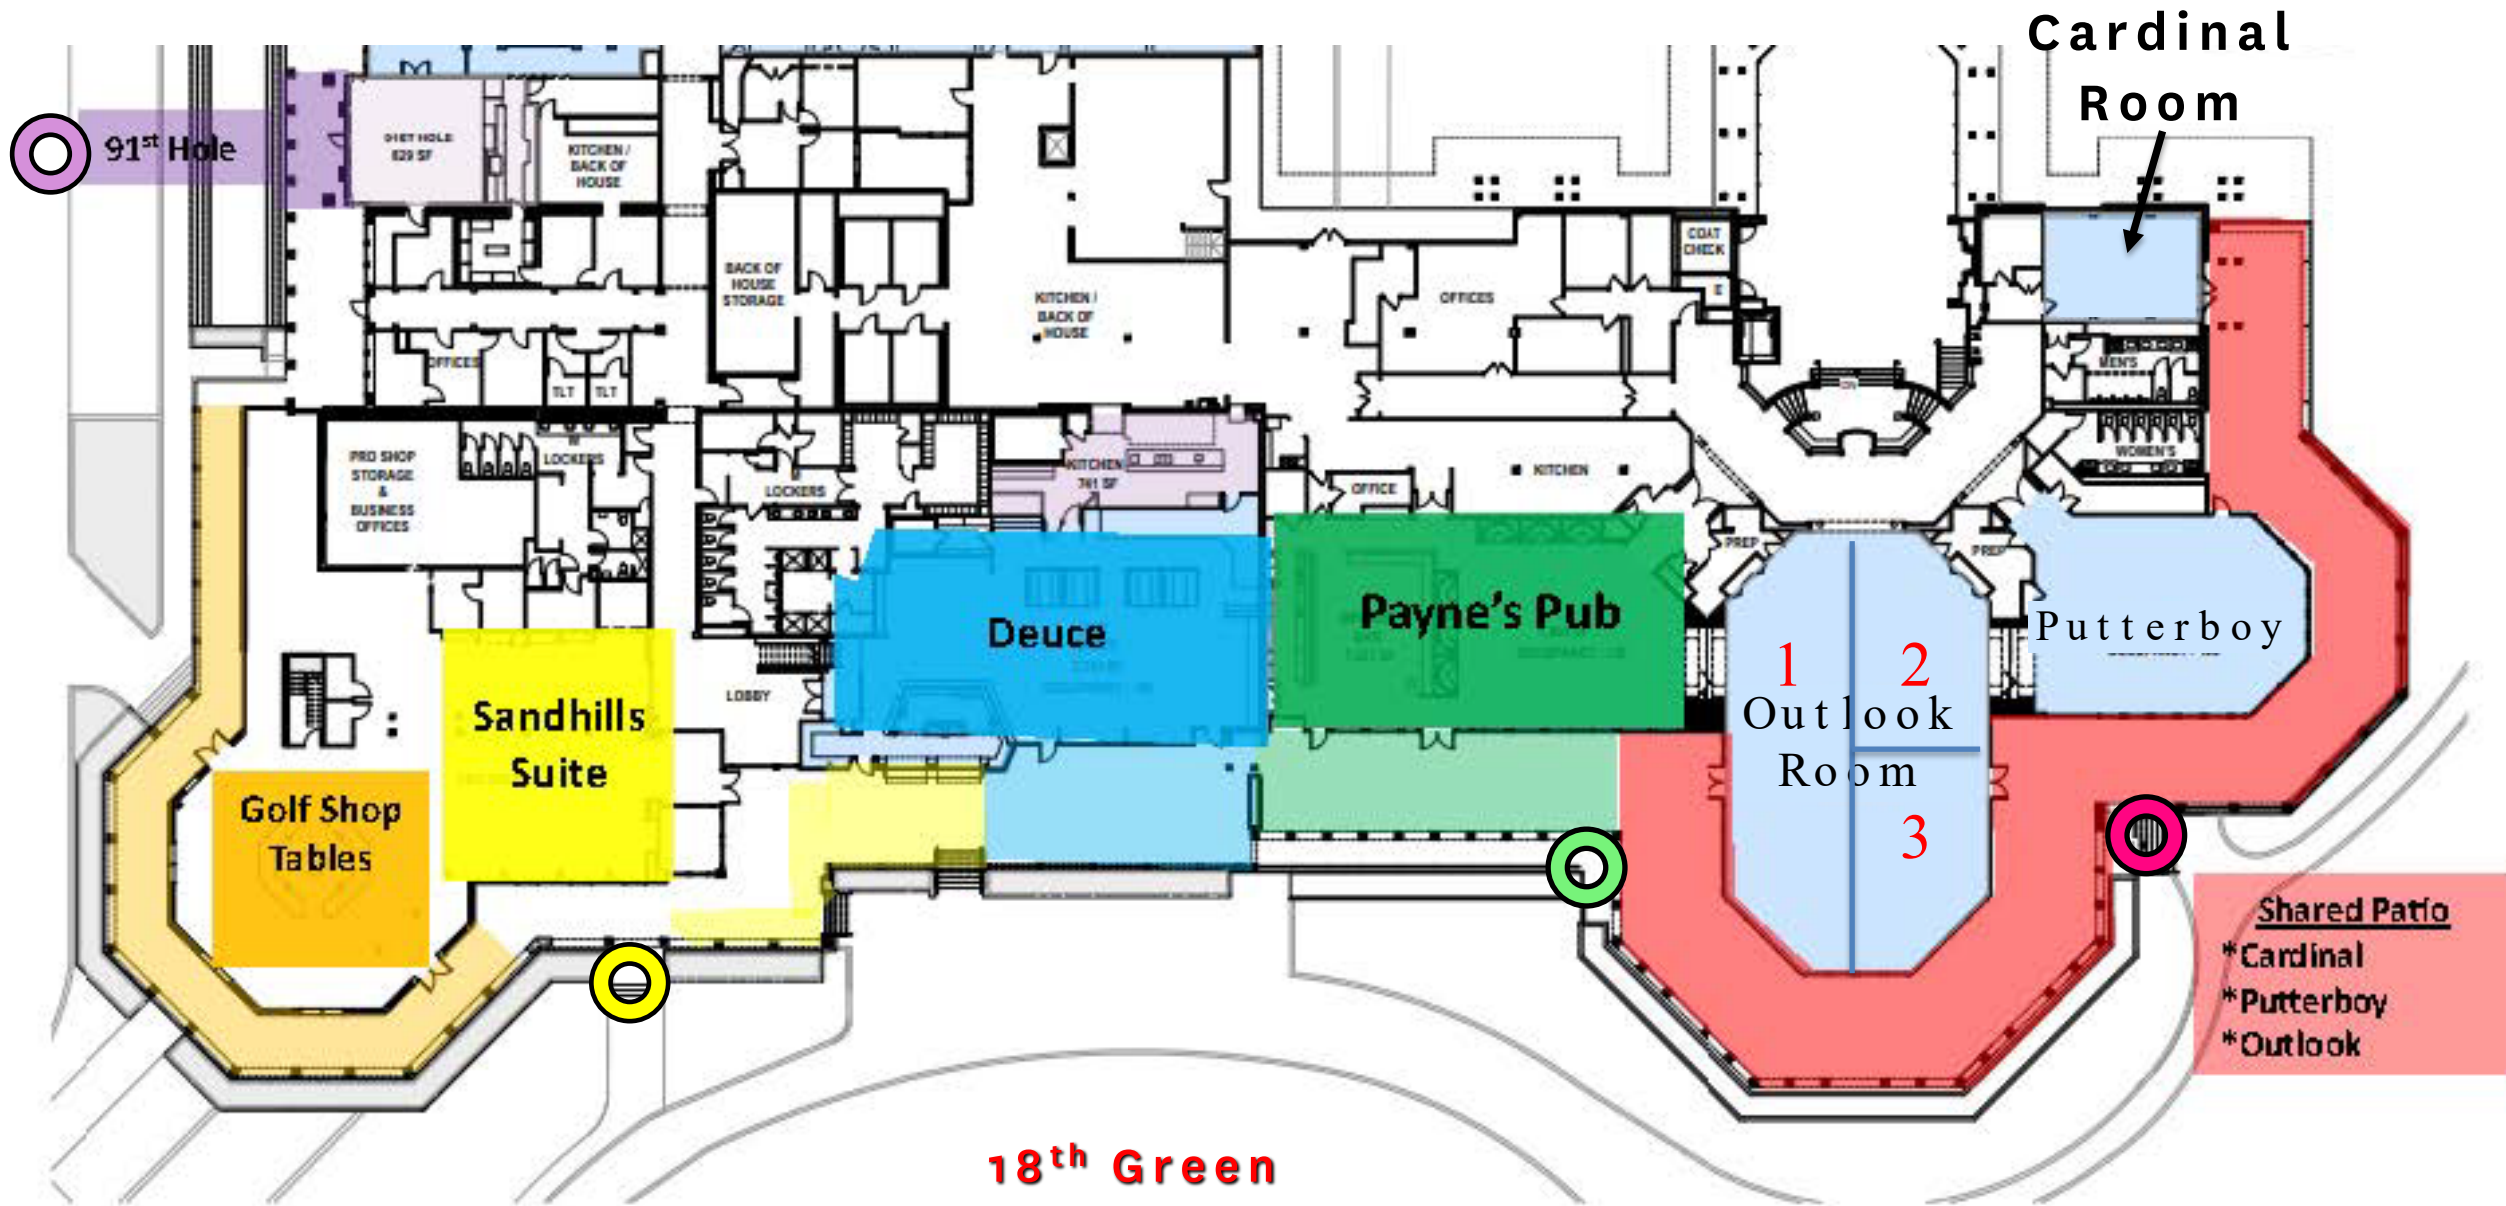 Cardinal
Room
91st Hole
91ST HOLE
629 SF
KITCHEN /
BACK OF
HOUSE
COAT
CHECK
E
BACK OF
HOUSE
STORAGE
KITCHEN /
BACK OF
HOUSE
OFFICES
OFFICES
TLT
TLT
MEN'S
DN
PRO SHOP
STORAGE
&
BUSINESS
OFFICES
W
LOCKERS
LOCKERS
KITCHEN
741 SF
OFFICE
KITCHEN
WOMEN'S
PREP
PREP
Deuce
Payne's Pub
Putterboy
1
2
Outlook
Room
3
LOBBY
Sandhills
Suite
Golf Shop
Tables
Shared Patio
*Cardinal
*Putterboy
*Outlook
18th Green